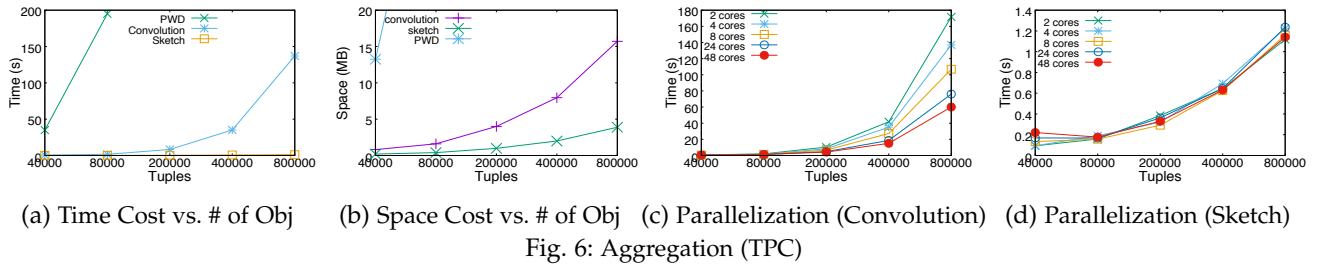 200
150
100
50
0
Time (s)
PWD
Convolution
Sketch
40000 80000 200000 400000 800000
Tuples
20
15
10
5
Space (MB)
convolution
sketch
PWD
40000 80000 200000 400000 800000
Tuples
180
160
140
120
100
80
60
40
20
0
Time (s)
2 cores
4 cores
8 cores
24 cores
48 cores
40000 80000 200000 400000 800000
Tuples
1.4
1.2
1
0.8
0.6
0.4
0.2
0
Time (s)
2 cores
4 cores
8 cores
24 cores
48 cores
40000 80000 200000 400000 800000
Tuples
(a) Time Cost vs. # of Obj (b) Space Cost vs. # of Obj (c) Parallelization (Convolution) (d) Parallelization (Sketch)
Fig. 6: Aggregation (TPC)